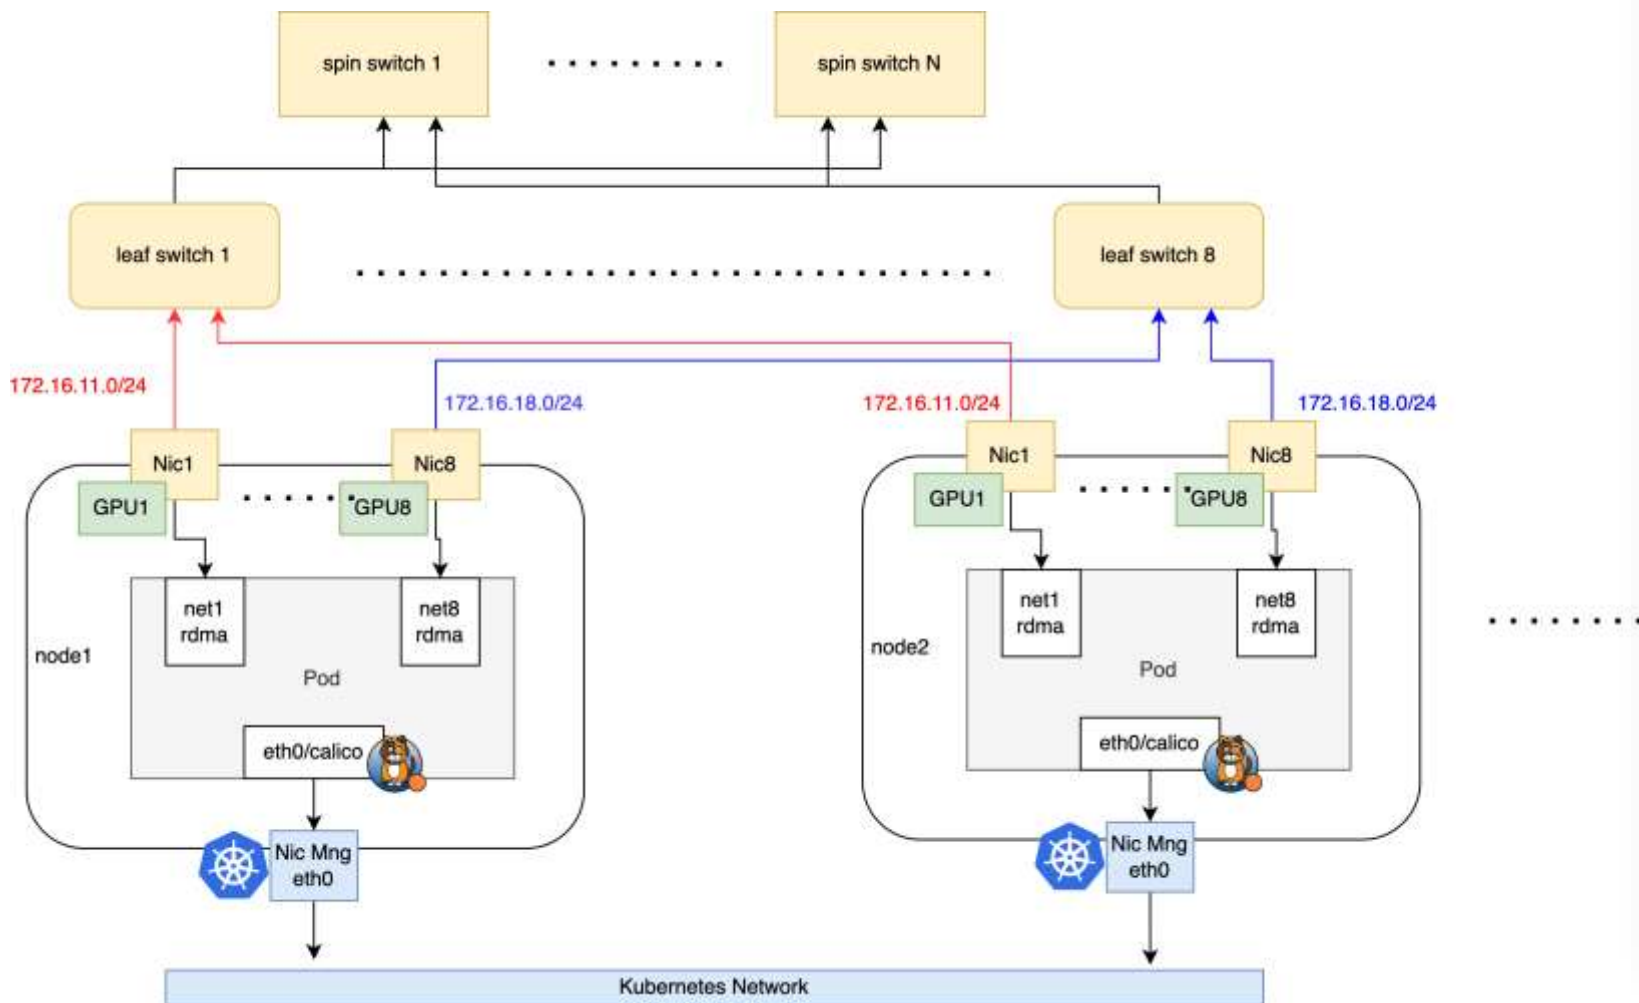 spin switch 1
spin switch N
leaf switch 1
leaf switch 8
172.16.11.0/24
172.16.18.0/24
172.16.11.0/24
172.16.18.0/24
Nic1
Nic8
GPU1
GPU8
Nic1
Nic8
GPU1
GPU8
node1
net1
rdma
net8
rdma
Pod
eth0/calico
node2
net1
rdma
net8
rdma
Pod
eth0/calico
Nic Mng
eth0
Nic Mng
eth0
Kubernetes Network